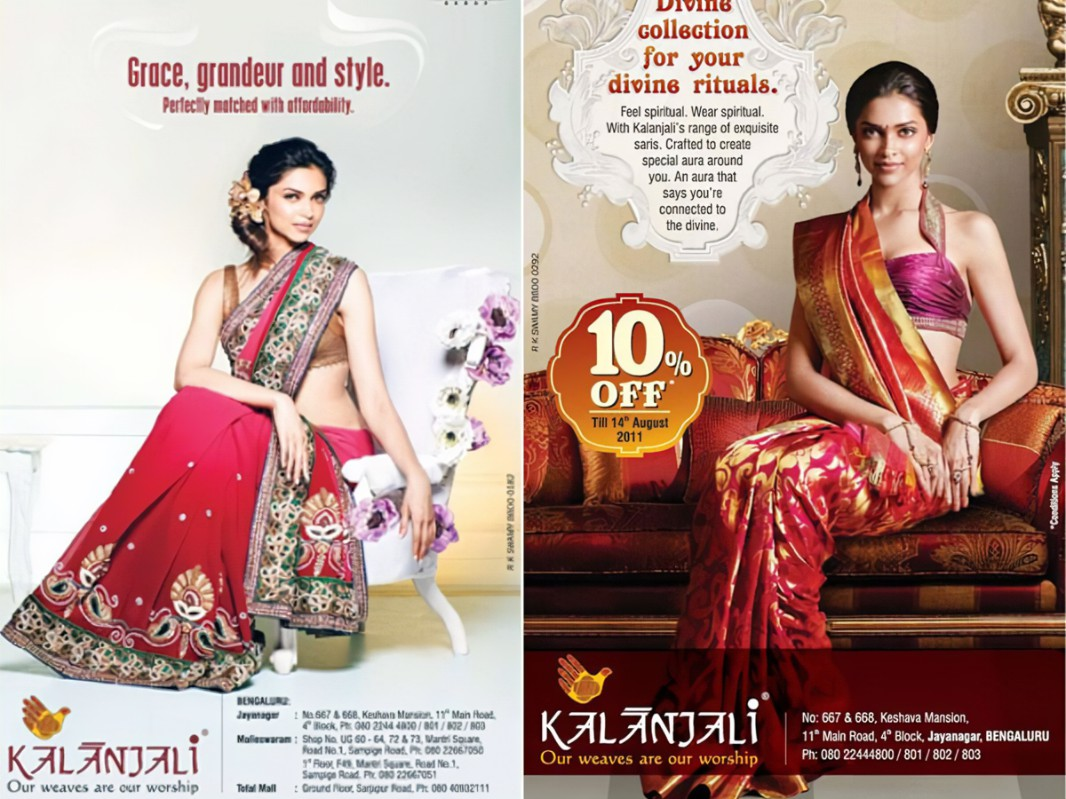 Grace, grandeur and style.
Perfectly matched with affordability.
R K SWAMY BBDO 0180
BENGALURU:
Jayanagar : No.667 & 668, Keshava Mansion, 11th Main Road,
4th Block, Ph: 080 2244 4800 / 801 / 802 / 803
Malleswaram : Shop No. UG 60 - 64, 72 & 73, Mantri Square,
Road No.1, Sampige Road, Ph: 080 22667050
1st Floor, F49, Mantri Square, Road No.1,
Sampige Road, Ph: 080 22667051
Total Mall : Ground Floor, Sarjapur Road, Ph: 080 40932111
KALĀNJALI®
Our weaves are our worship
Divine
collection
for your
divine rituals.
Feel spiritual. Wear spiritual.
With Kalanjali's range of exquisite
saris. Crafted to create
special aura around
you. An aura that
says you're
connected to
the divine.
R K SWAMY BBDO 0292
10%
OFF*
Till 14th August
2011
*Conditions Apply
KALĀNJALI®
Our weaves are our worship
No: 667 & 668, Keshava Mansion,
11th Main Road, 4th Block, Jayanagar, BENGALURU
Ph: 080 22444800 / 801 / 802 / 803